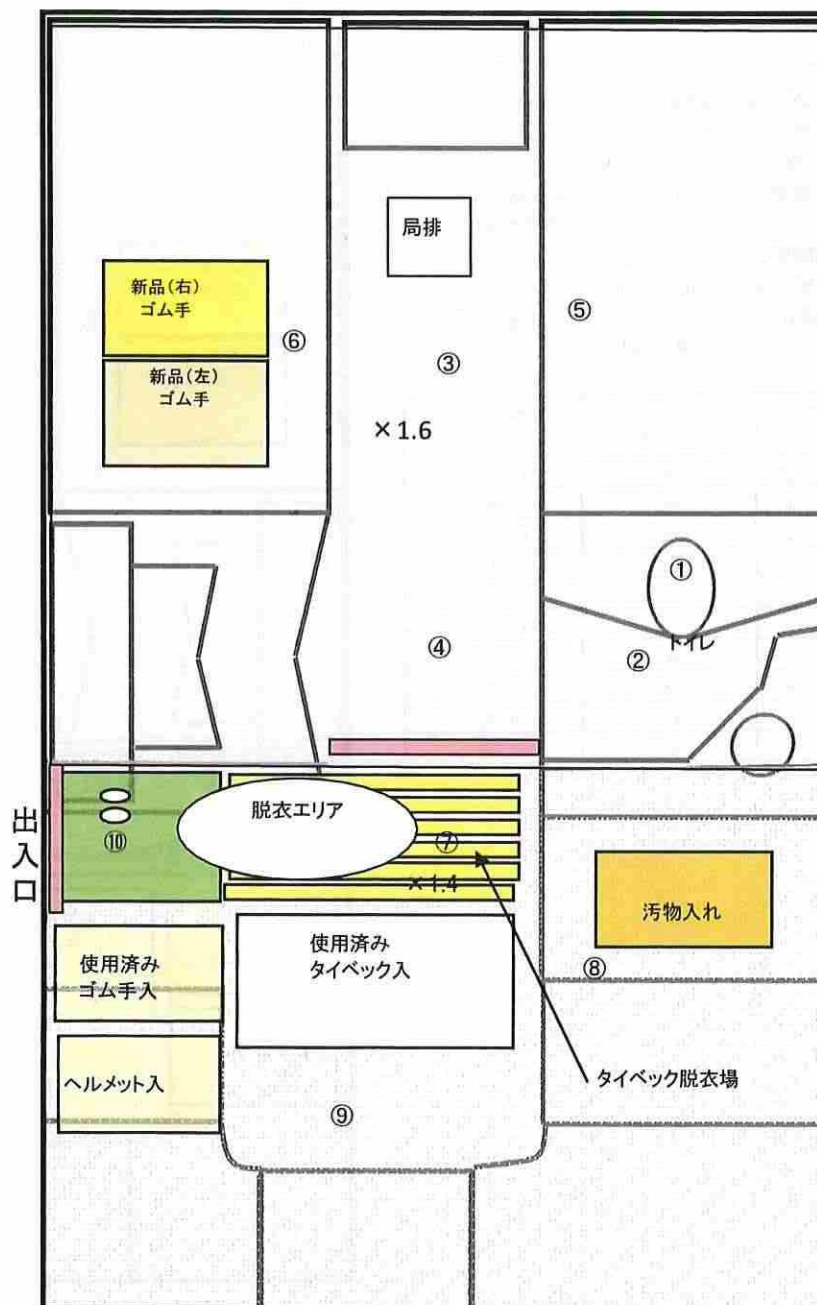 局排
新品(右)
ゴム手
⑤
⑥
③
新品(左)
ゴム手
×1.6
①
④
②
トイレ
出入口
脱衣エリア
⑦
⑩
×1.4
汚物入れ
使用済み
ゴム手入
使用済み
タイベック入
⑧
ヘルメット入
タイベック脱衣場
⑨